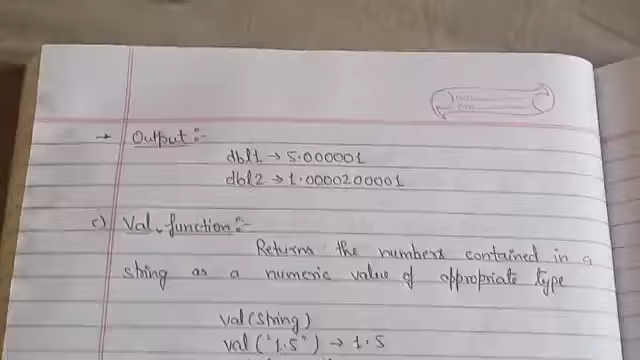 → Output :-
dbl1 → 5.000001
dbl2 → 1.0000200001
c) Val function :-
Returns the numbers contained in a
string as a numeric value of appropriate type
val(string)
val("1.5") → 1.5